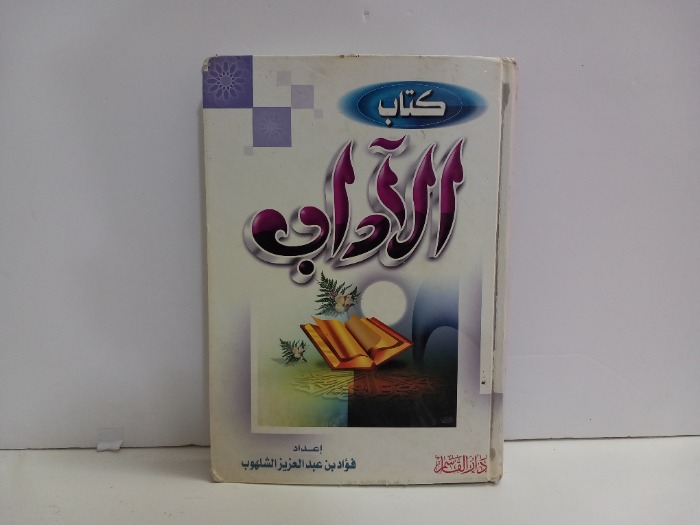 كتاب
الآداب
إعداد
فؤاد بن عبد العزيز الشلهوب
دار القاسم